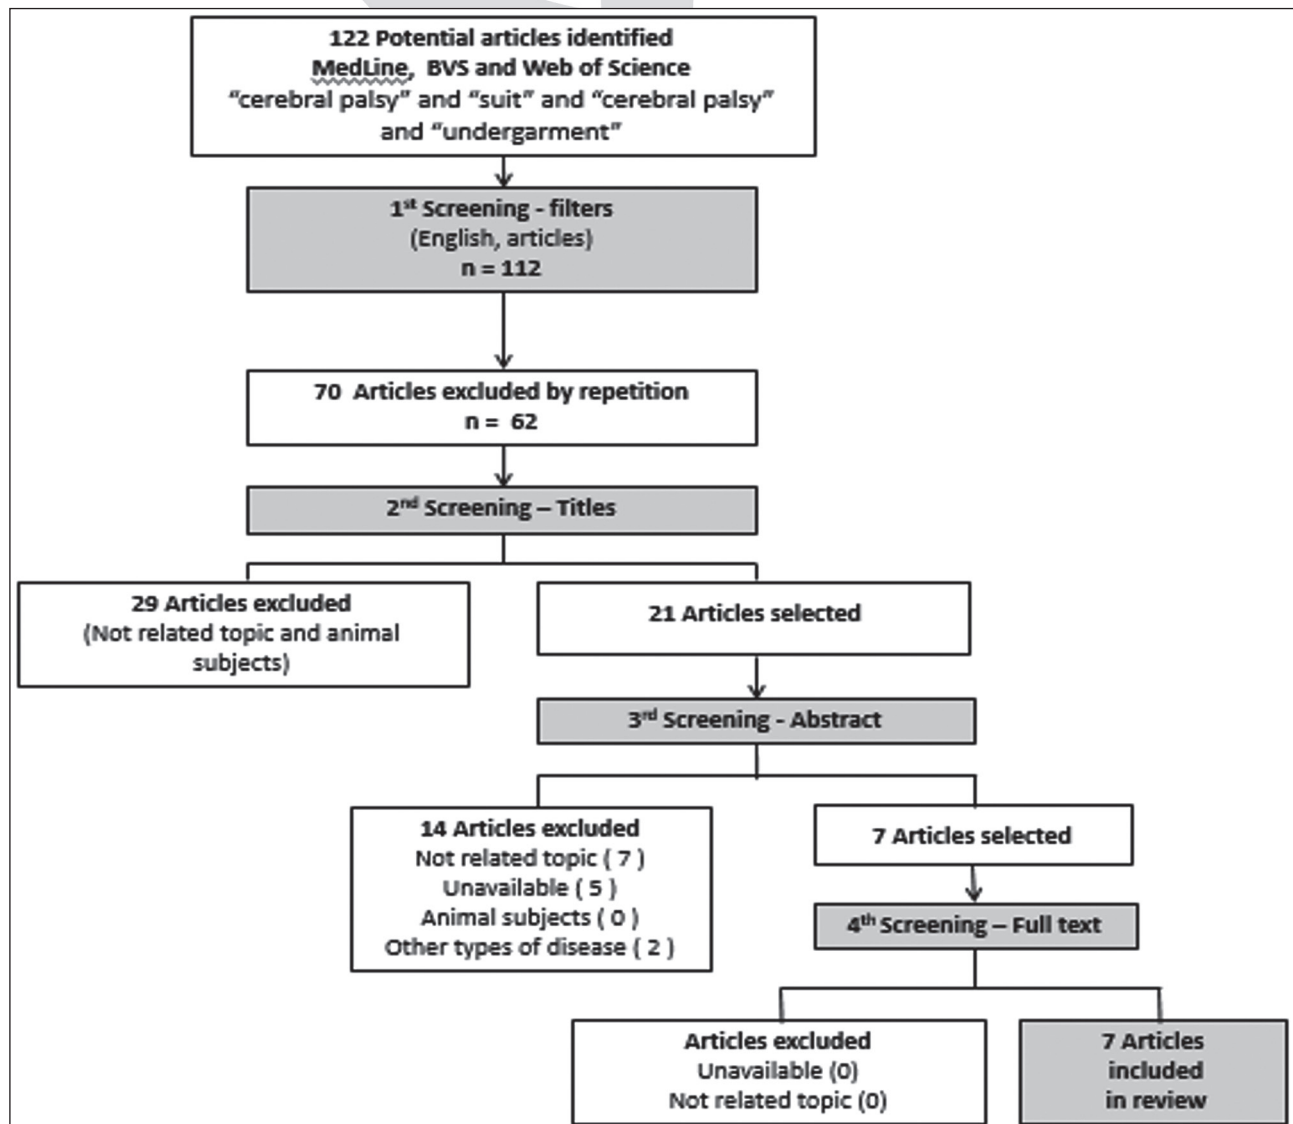 122 Potential articles identified
MedLine, BVS and Web of Science
“cerebral palsy” and “suit” and “cerebral palsy”
and “undergarment”
1st Screening - filters
(English, articles)
n = 112
70 Articles excluded by repetition
n = 62
2nd Screening – Titles
29 Articles excluded
(Not related topic and animal
subjects)
21 Articles selected
3rd Screening - Abstract
14 Articles excluded
Not related topic ( 7 )
Unavailable ( 5 )
Animal subjects ( 0 )
Other types of disease ( 2 )
7 Articles selected
4th Screening – Full text
Articles excluded
Unavailable (0)
Not related topic (0)
7 Articles
included
in review